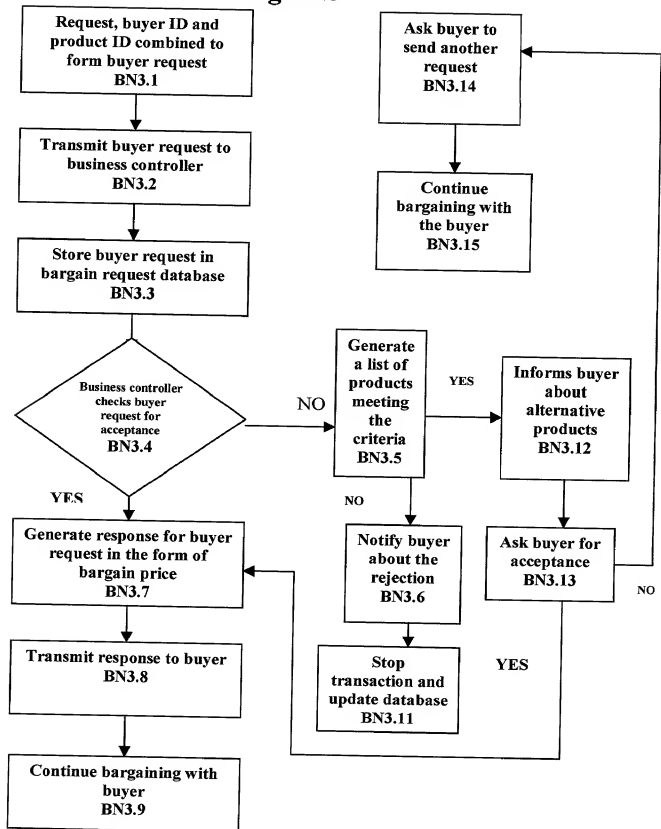 Request, buyer ID and
product ID combined to
form buyer request
BN3.1
Transmit buyer request to
business controller
BN3.2
Store buyer request in
bargain request database
BN3.3
Business controller
checks buyer
request for
acceptance
BN3.4
NO
YES
Generate a list of
products
meeting
the
criteria
BN3.5
YES
NO
Informs buyer
about
alternative
products
BN3.12
Ask buyer for
acceptance
BN3.13
NO
YES
Ask buyer to
send another
request
BN3.14
Continue
bargaining with
the buyer
BN3.15
Notify buyer
about the
rejection
BN3.6
Stop
transaction and
update database
BN3.11
Generate response for buyer
request in the form of
bargain price
BN3.7
Transmit response to buyer
BN3.8
Continue bargaining with
buyer
BN3.9